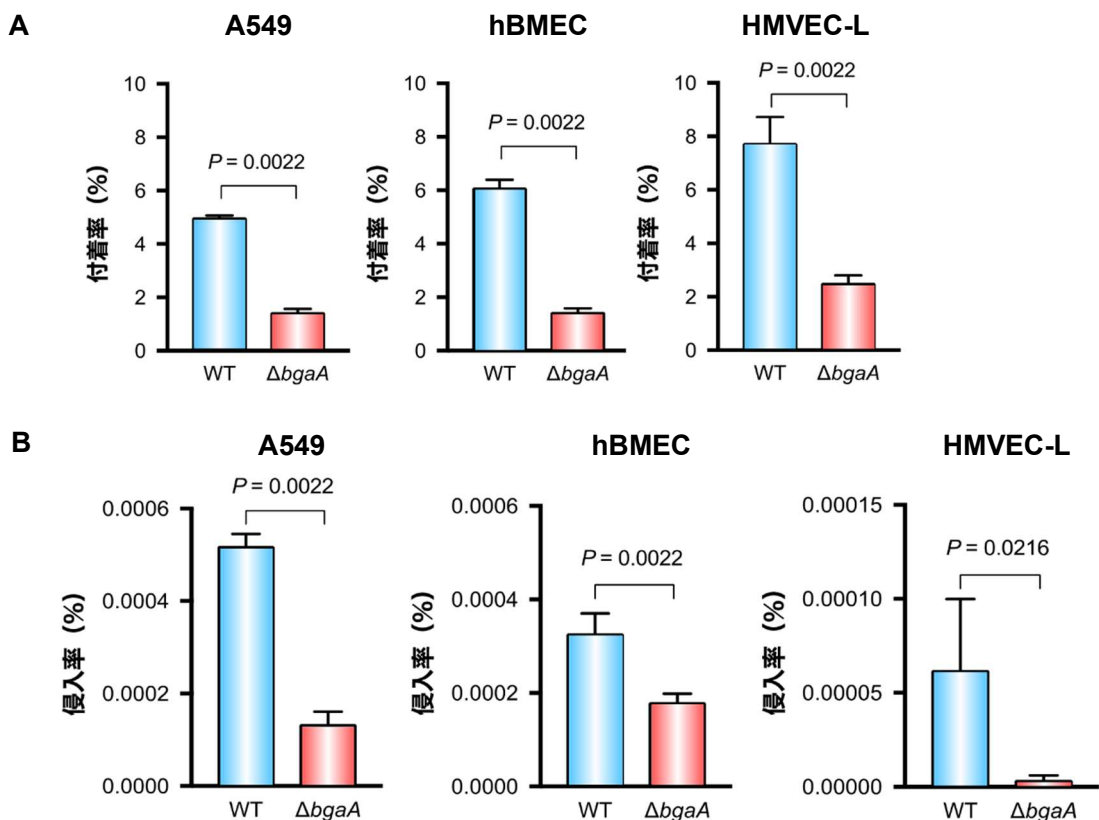 A
A549
hBMEC
HMVEC-L
付着率 (%)
10
8
6
4
2
0
P = 0.0022
WT
ΔbgaA
付着率 (%)
10
8
6
4
2
0
P = 0.0022
WT
ΔbgaA
付着率 (%)
10
8
6
4
2
0
P = 0.0022
WT
ΔbgaA
B
A549
hBMEC
HMVEC-L
侵入率 (%)
0.0006
0.0004
0.0002
0.0000
P = 0.0022
WT
ΔbgaA
侵入率 (%)
0.0006
0.0004
0.0002
0.0000
P = 0.0022
WT
ΔbgaA
侵入率 (%)
0.00015
0.00010
0.00005
0.00000
P = 0.0216
WT
ΔbgaA